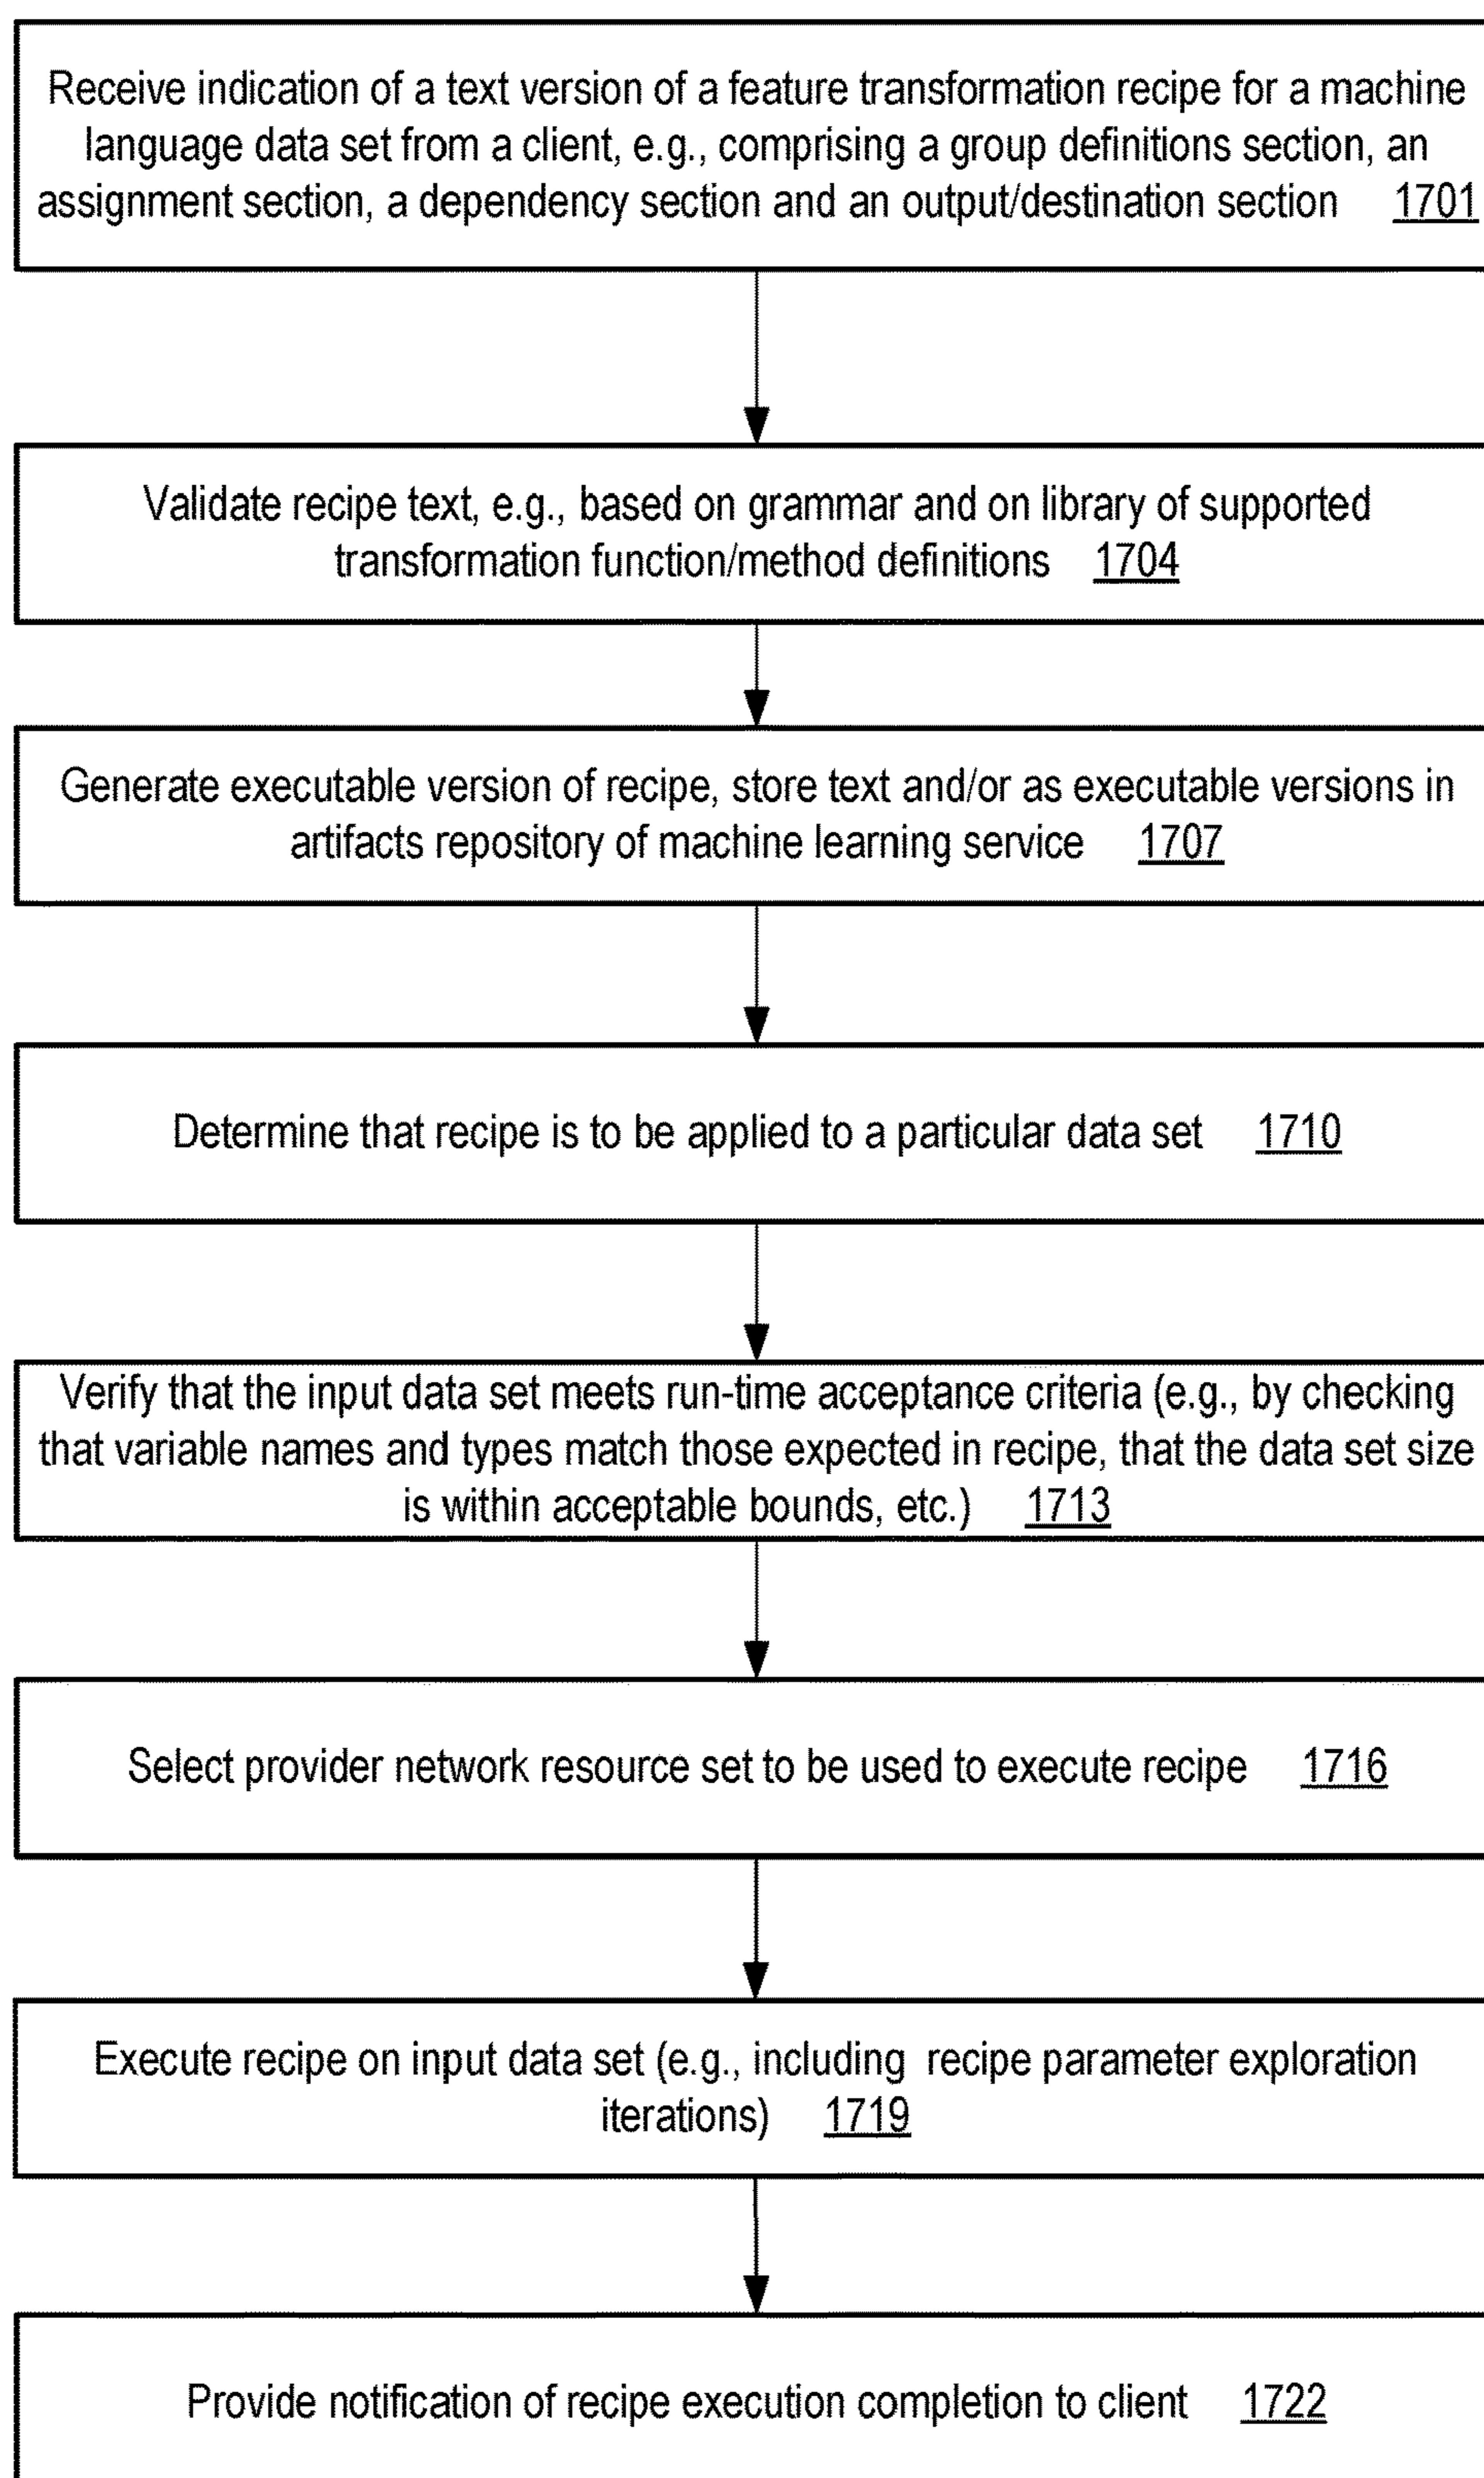 Receive indication of a text version of a feature transformation recipe for a machine
language data set from a client, e.g., comprising a group definitions section, an
assignment section, a dependency section and an output/destination section 1701
Validate recipe text, e.g., based on grammar and on library of supported
transformation function/method definitions 1704
Generate executable version of recipe, store text and/or as executable versions in
artifacts repository of machine learning service 1707
Determine that recipe is to be applied to a particular data set 1710
Verify that the input data set meets run-time acceptance criteria (e.g., by checking
that variable names and types match those expected in recipe, that the data set size
is within acceptable bounds, etc.) 1713
Select provider network resource set to be used to execute recipe 1716
Execute recipe on input data set (e.g., including recipe parameter exploration
iterations) 1719
Provide notification of recipe execution completion to client 1722